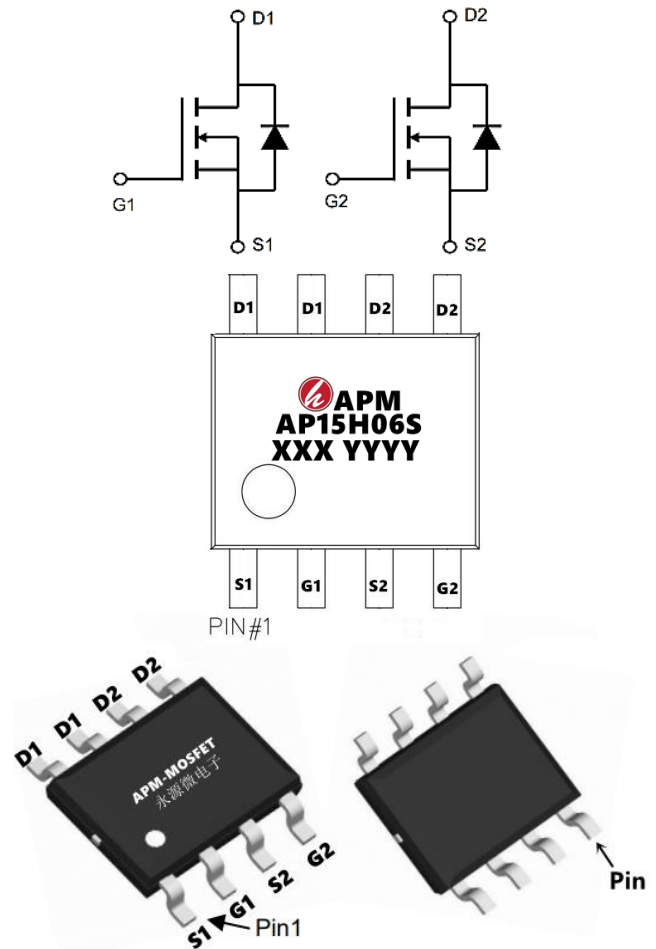 D1 D2
G1 G2
S1 S2
D1 D1 D2 D2
h APM
AP15H06S
XXX YYYY
S1 G1 S2 G2
PIN#1
D1 D1 D2 D2
APM-MOSFET
永源微电子
S1 G1 S2 G2
Pin1
Pin